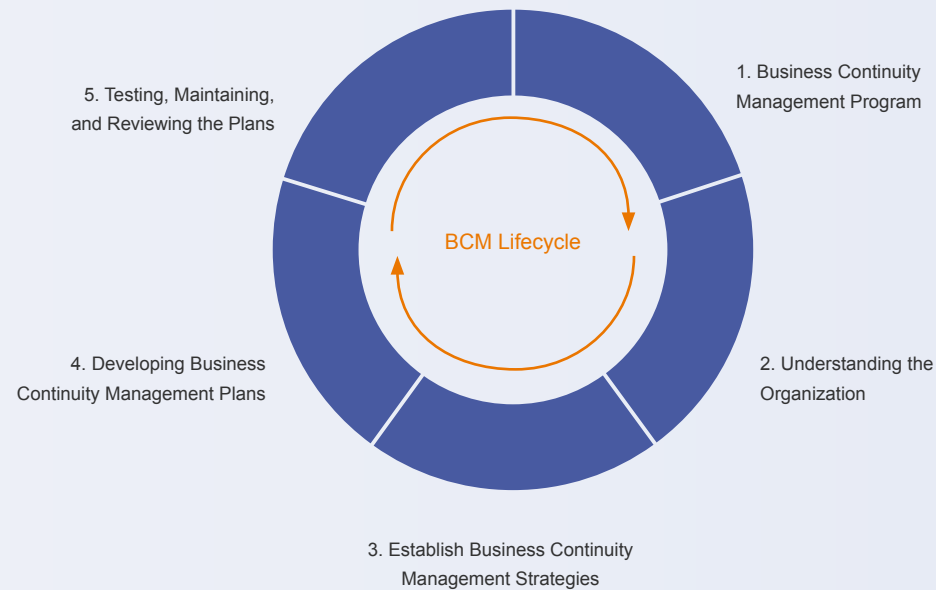 1. Business Continuity
Management Program
5. Testing, Maintaining,
and Reviewing the Plans
BCM Lifecycle
4. Developing Business
Continuity Management Plans
2. Understanding the
Organization
3. Establish Business Continuity
Management Strategies